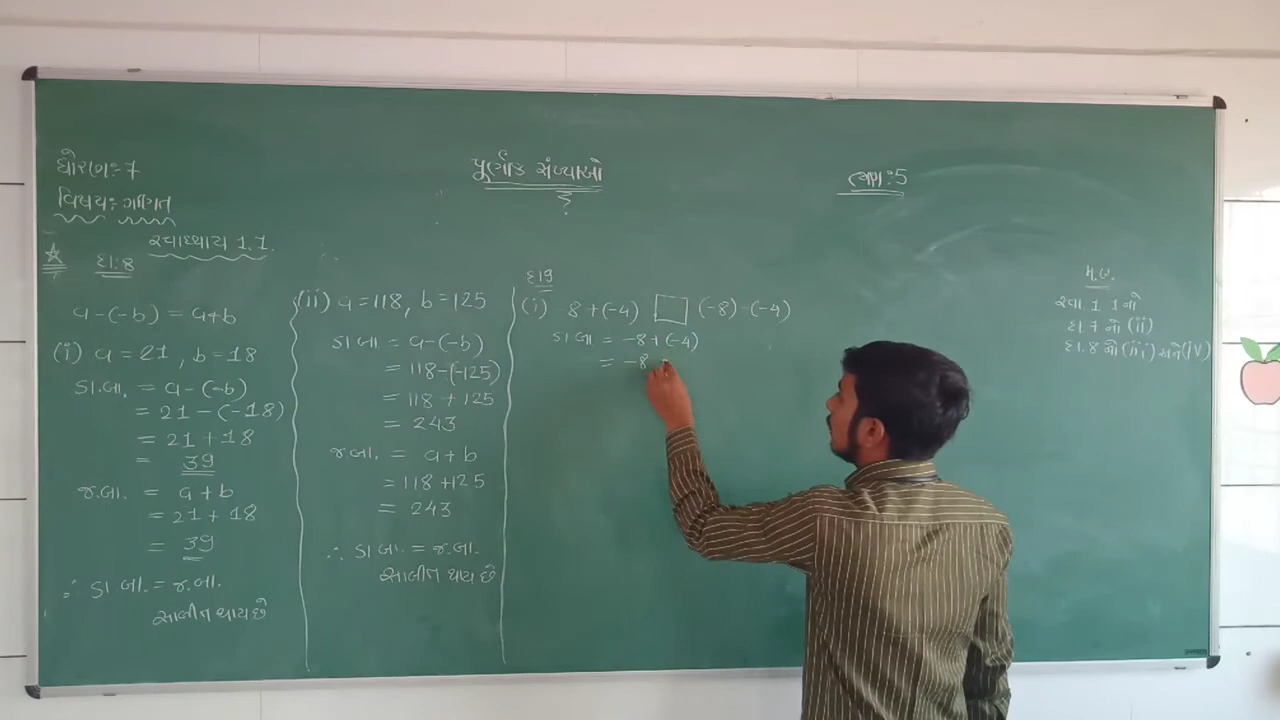 ધોરણ:-7
વિષય:- ગણિત
પૂર્ણાંક સંખ્યાઓ
ભાગ:5
સ્વાધ્યાય 1.1.
દા:8
a-(-b) = a+b
(i) a=21, b=18
ડા.બા. = a-(-b)
= 21-(-18)
= 21+18
= 39
જ.બા. = a+b
= 21+18
= 39
∴ ડા બા. = જ.બા.
સાબીત થાય છે
(ii) a=118, b=125
ડા બા. = a-(-b)
= 118-(-125)
= 118+125
= 243
જ.બા. = a+b
= 118+125
= 243
∴ ડા બા. = જ.બા.
સાબીત થાય છે
દા9
(i) 8+(-4) □ (-8)-(-4)
ડા બા = -8+(-4)
= -8
સ્વા 1.1 નો
દા.7 નો (ii)
દા.8 નો (iii) અને (iv)